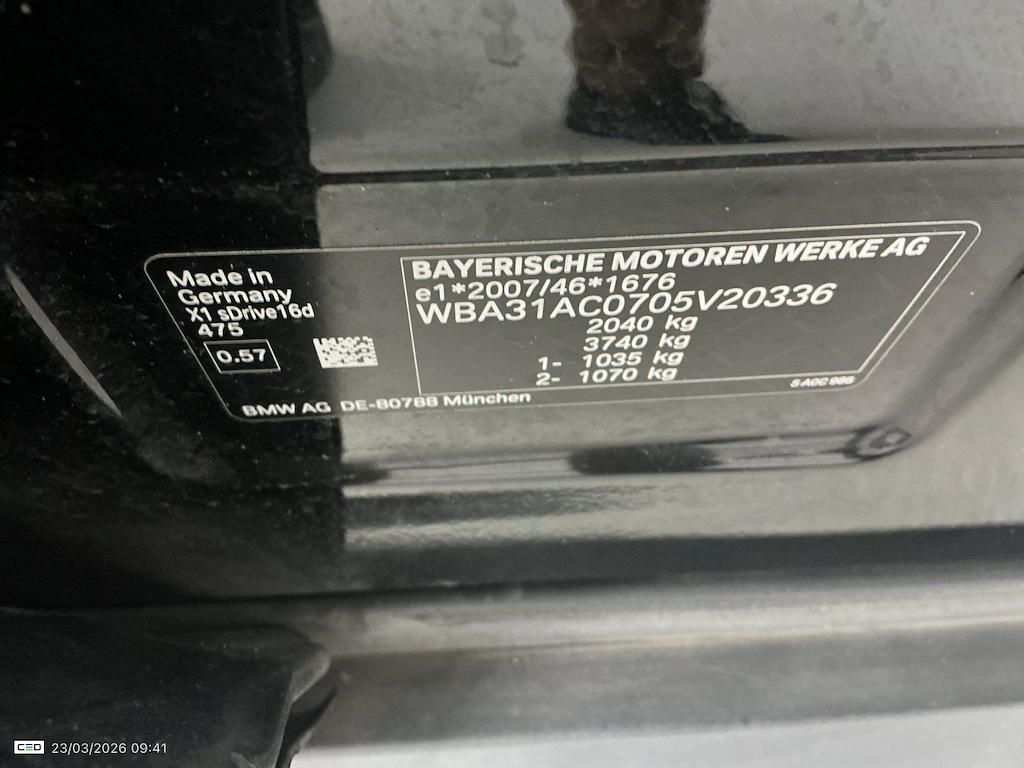 Made in
Germany
X1 sDrive16d
475
0.57
BAYERISCHE MOTOREN WERKE AG
e1*2007/46*1676
WBA31AC0705V20336
2040 kg
3740 kg
1- 1035 kg
2- 1070 kg
BMW AG DE-80788 München
CEO 23/03/2026 09:41